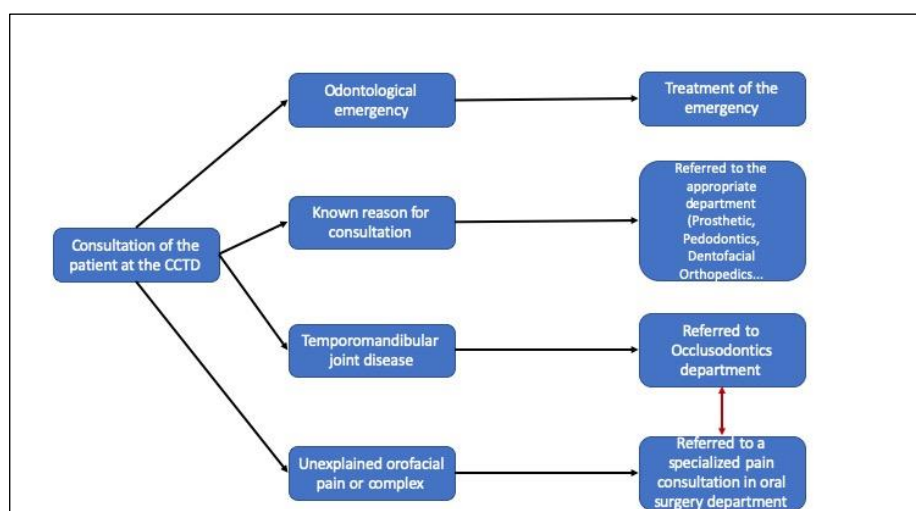 Odontological
emergency
Treatment of the
emergency
Known reason for
consultation
Referred to the
appropriate
department
(Prosthetic,
Pedodontics,
Dentofacial
Orthopedics...
Consultation of the
patient at the CCTD
Temporomandibular
joint disease
Referred to
Occlusodontics
department
Unexplained orofacial
pain or complex
Referred to a
specialized pain
consultation in oral
surgery department